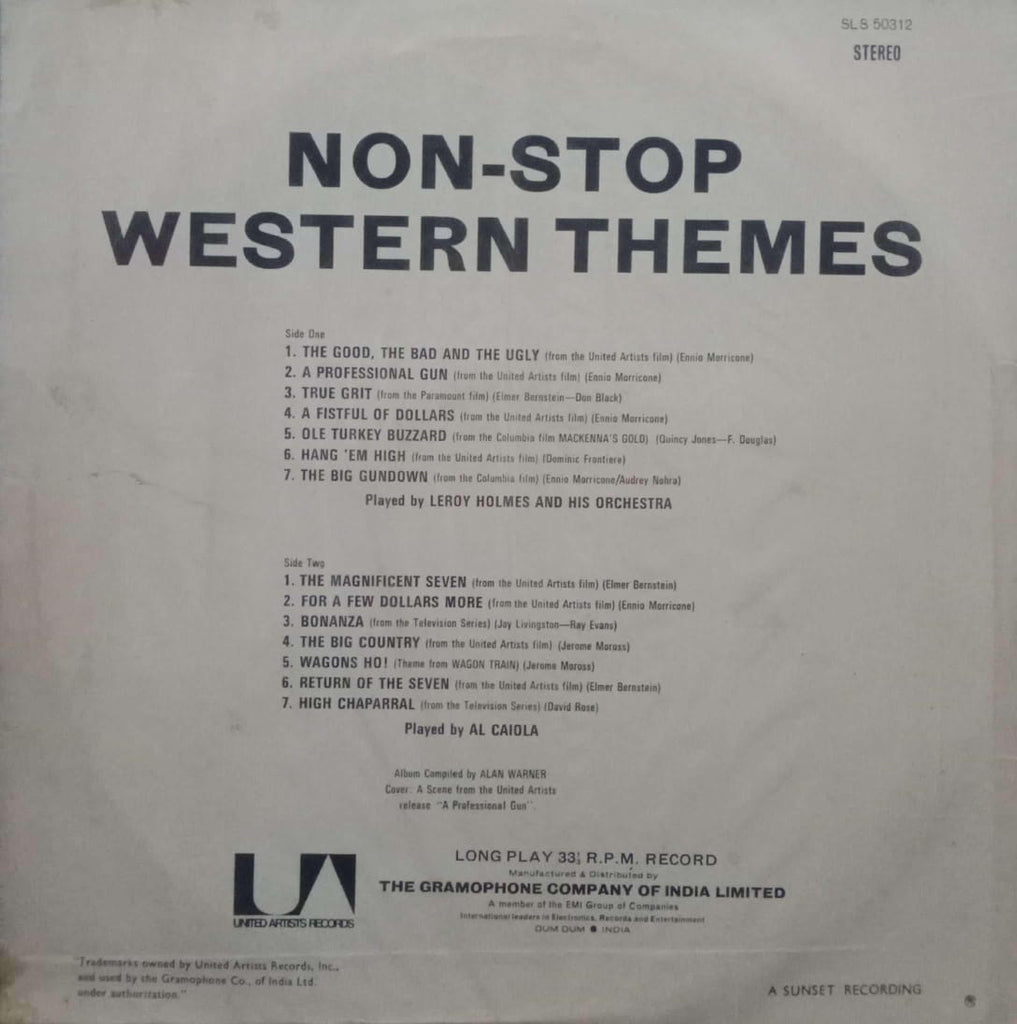 SLS 50312
STEREO
NON-STOP
WESTERN THEMES
Side One
1. THE GOOD, THE BAD AND THE UGLY (from the United Artists film) (Ennio Morricone)
2. A PROFESSIONAL GUN (from the United Artists film) (Ennio Morricone)
3. TRUE GRIT (from the Paramount film) (Elmer Bernstein—Don Black)
4. A FISTFUL OF DOLLARS (from the United Artists film) (Ennio Morricone)
5. OLE TURKEY BUZZARD (from the Columbia film MACKENNA'S GOLD) (Quincy Jones—F. Douglas)
6. HANG 'EM HIGH (from the United Artists film) (Dominic Frontiere)
7. THE BIG GUNDOWN (from the Columbia film) (Ennio Morricone/Audrey Nohra)
Played by LEROY HOLMES AND HIS ORCHESTRA
Side Two
1. THE MAGNIFICENT SEVEN (from the United Artists film) (Elmer Bernstein)
2. FOR A FEW DOLLARS MORE (from the United Artists film) (Ennio Morricone)
3. BONANZA (from the Television Series) (Jay Livingston—Ray Evans)
4. THE BIG COUNTRY (from the United Artists film) (Jerome Moross)
5. WAGONS HO! (Theme from WAGON TRAIN) (Jerome Moross)
6. RETURN OF THE SEVEN (from the United Artists film) (Elmer Bernstein)
7. HIGH CHAPARRAL (from the Television Series) (David Rose)
Played by AL CAIOLA
Album Compiled by ALAN WARNER
Cover: A Scene from the United Artists
release "A Professional Gun".
UA
UNITED ARTISTS RECORDS
LONG PLAY 33⅓ R.P.M. RECORD
Manufactured & Distributed by
THE GRAMOPHONE COMPANY OF INDIA LIMITED
A member of the EMI Group of Companies
International leaders in Electronics, Records and Entertainment
DUM DUM ● INDIA
"Trademarks owned by United Artists Records, Inc.,
and used by the Gramophone Co., of India Ltd.
under authorization."
A SUNSET RECORDING